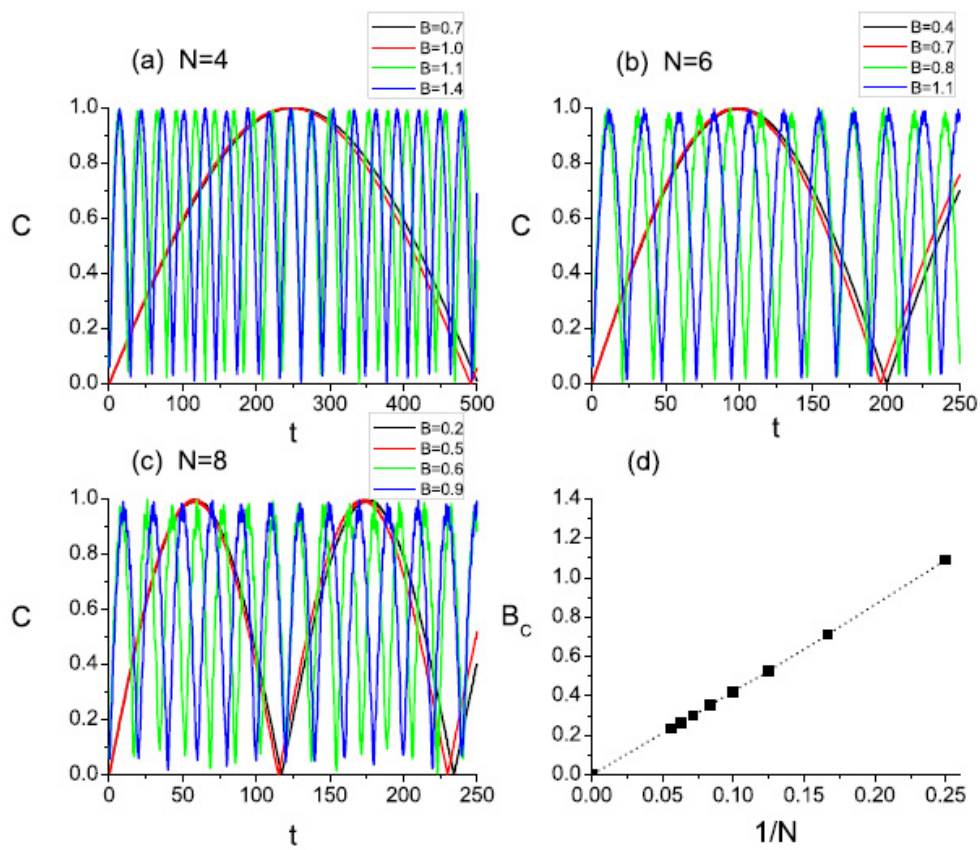 (a) N=4
B=0.7
B=1.0
B=1.1
B=1.4
1.0
0.8
0.6
0.4
0.2
0.0
C
0 100 200 300 400 500
t
(b) N=6
B=0.4
B=0.7
B=0.8
B=1.1
1.0
0.8
0.6
0.4
0.2
0.0
C
0 50 100 150 200 250
t
(c) N=8
B=0.2
B=0.5
B=0.6
B=0.9
1.0
0.8
0.6
0.4
0.2
0.0
C
0 50 100 150 200 250
t
(d)
1.4
1.2
1.0
0.8
0.6
0.4
0.2
0.0
B_C
0.00 0.05 0.10 0.15 0.20 0.25
1/N